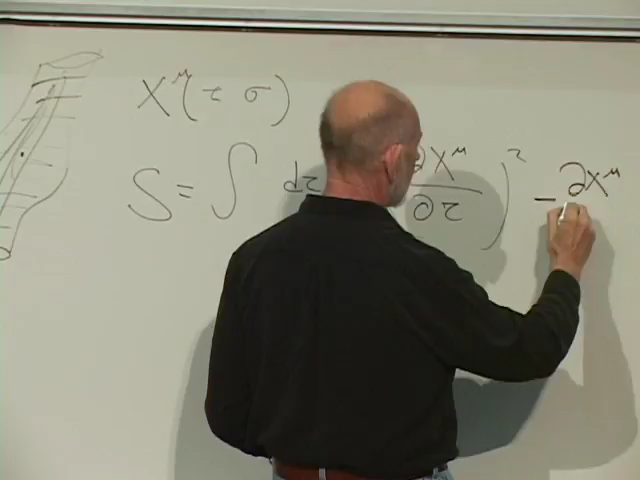 X^μ(τ σ)
S = ∫ dτ ∂X^μ/∂τ )² - ∂X^μ